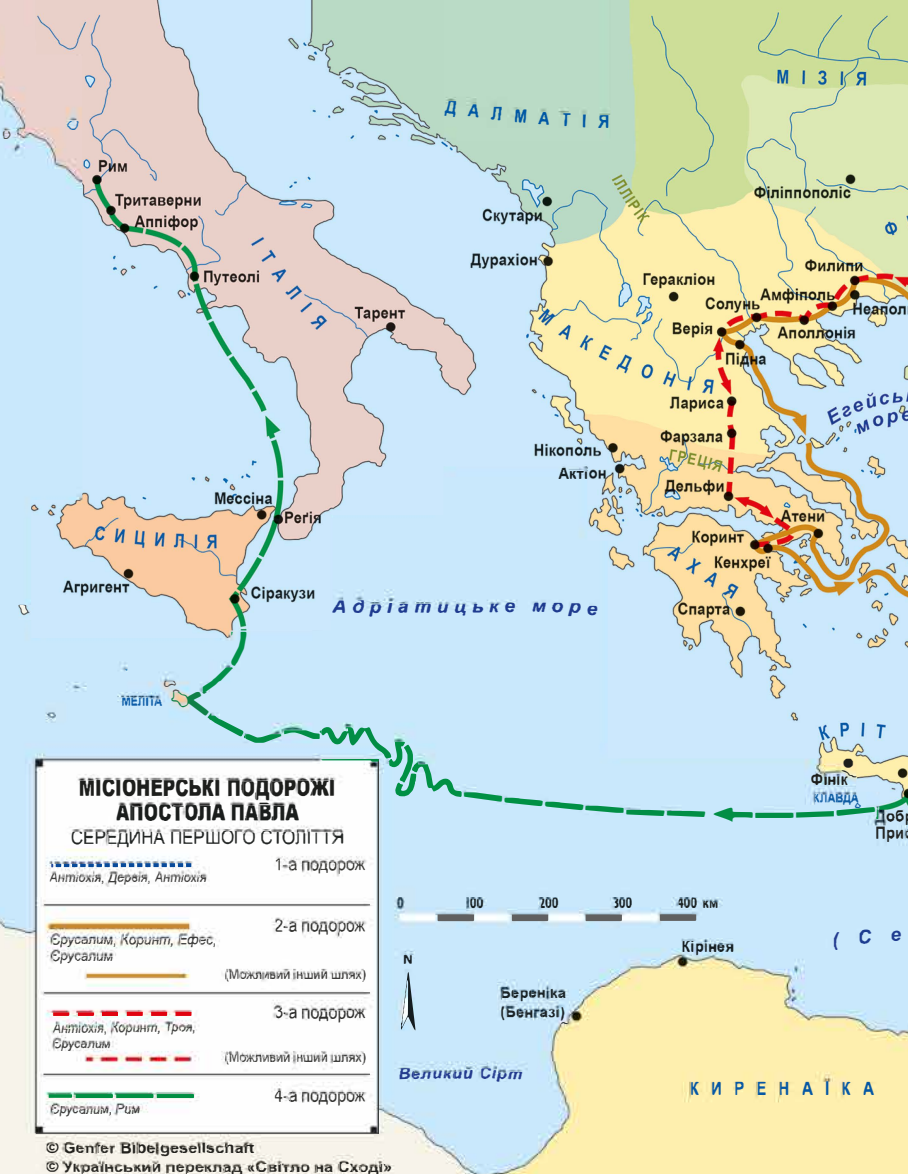 МІЗІЯ
ДАЛМАТІЯ
Рим
Тритаверни
Аппіфор
Путеолі
ІТАЛІЯ
Тарент
Скутари
ІЛЛІРІК
Філіппополіс
Дурахіон
Геракліон
Филипи
Солунь
Амфіполь
Верія
Аполлонія
Підна
МАКЕДОНІЯ
Лариса
Фарзала
ГРЕЦІЯ
Нікополь
Актіон
Дельфи
Атени
Коринт
Кенхреї
АХАЯ
Спарта
Мессіна
Реґія
СИЦИЛІЯ
Агригент
Сіракузи
Адріатицьке море
МЕЛІТА
КРІТ
Фінік
КЛАВДА
МІСІОНЕРСЬКІ ПОДОРОЖІ
АПОСТОЛА ПАВЛА
СЕРЕДИНА ПЕРШОГО СТОЛІТТЯ
1-а подорож
Антіохія, Дервія, Антіохія
2-а подорож
Єрусалим, Коринт, Ефес,
Єрусалим
(Можливий інший шлях)
3-а подорож
Антіохія, Коринт, Троя,
Єрусалим
(Можливий інший шлях)
4-а подорож
Єрусалим, Рим
0 100 200 300 400 км
N
Кірінея
Береніка
(Бенгазі)
Великий Сірт
КИРЕНАЇКА
© Genfer Bibelgesellschaft
© Український переклад «Світло на Сході»